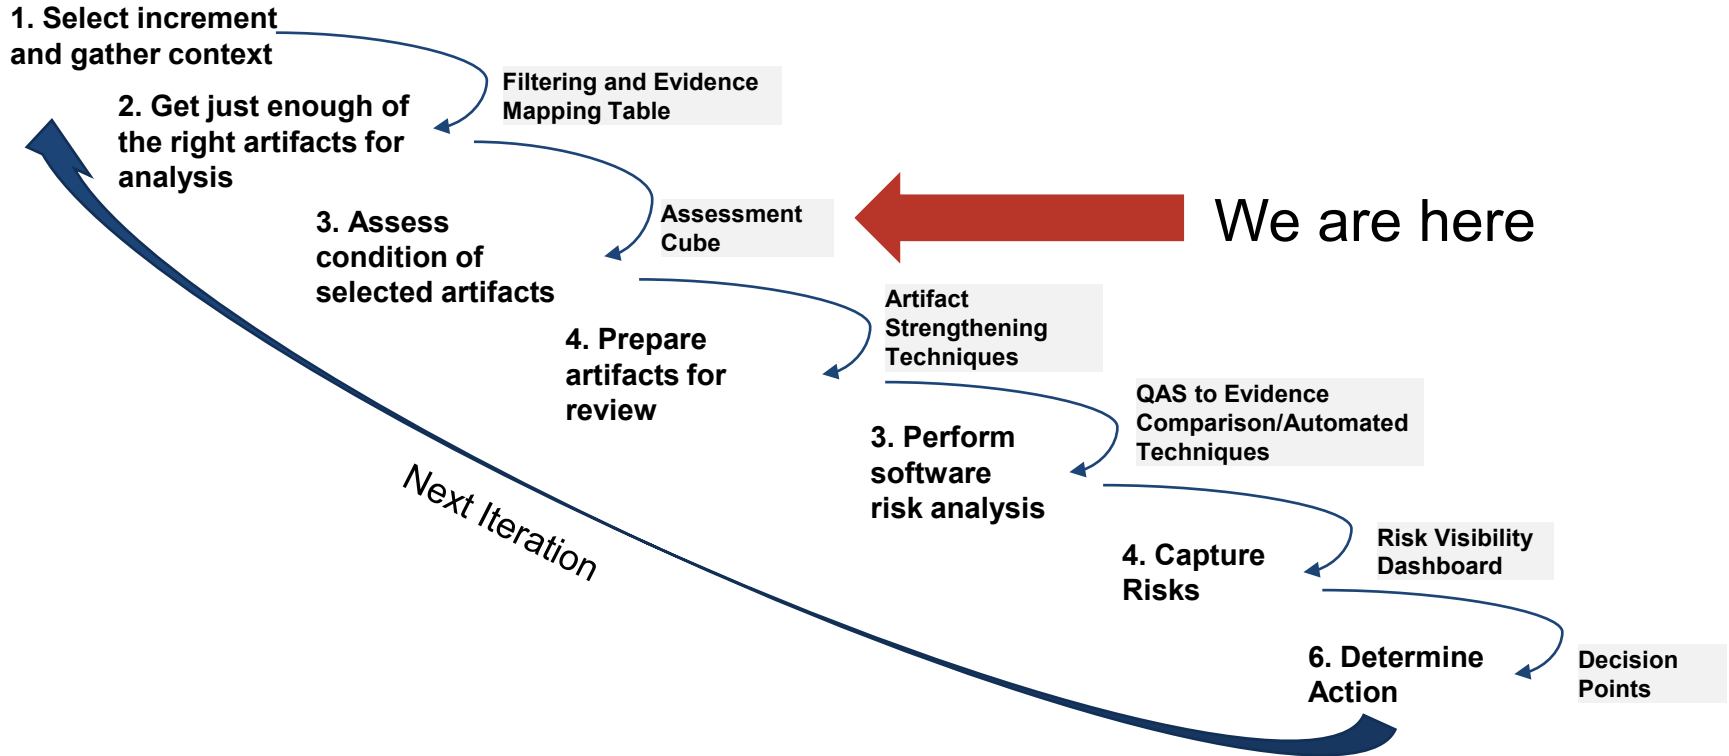 1. Select increment
and gather context
Filtering and Evidence
Mapping Table
2. Get just enough of
the right artifacts for
analysis
Assessment
Cube
We are here
3. Assess
condition of
selected artifacts
Artifact
Strengthening
Techniques
4. Prepare
artifacts for
review
QAS to Evidence
Comparison/Automated
Techniques
3. Perform
software
risk analysis
Next Iteration
Risk Visibility
Dashboard
4. Capture
Risks
6. Determine
Action
Decision
Points